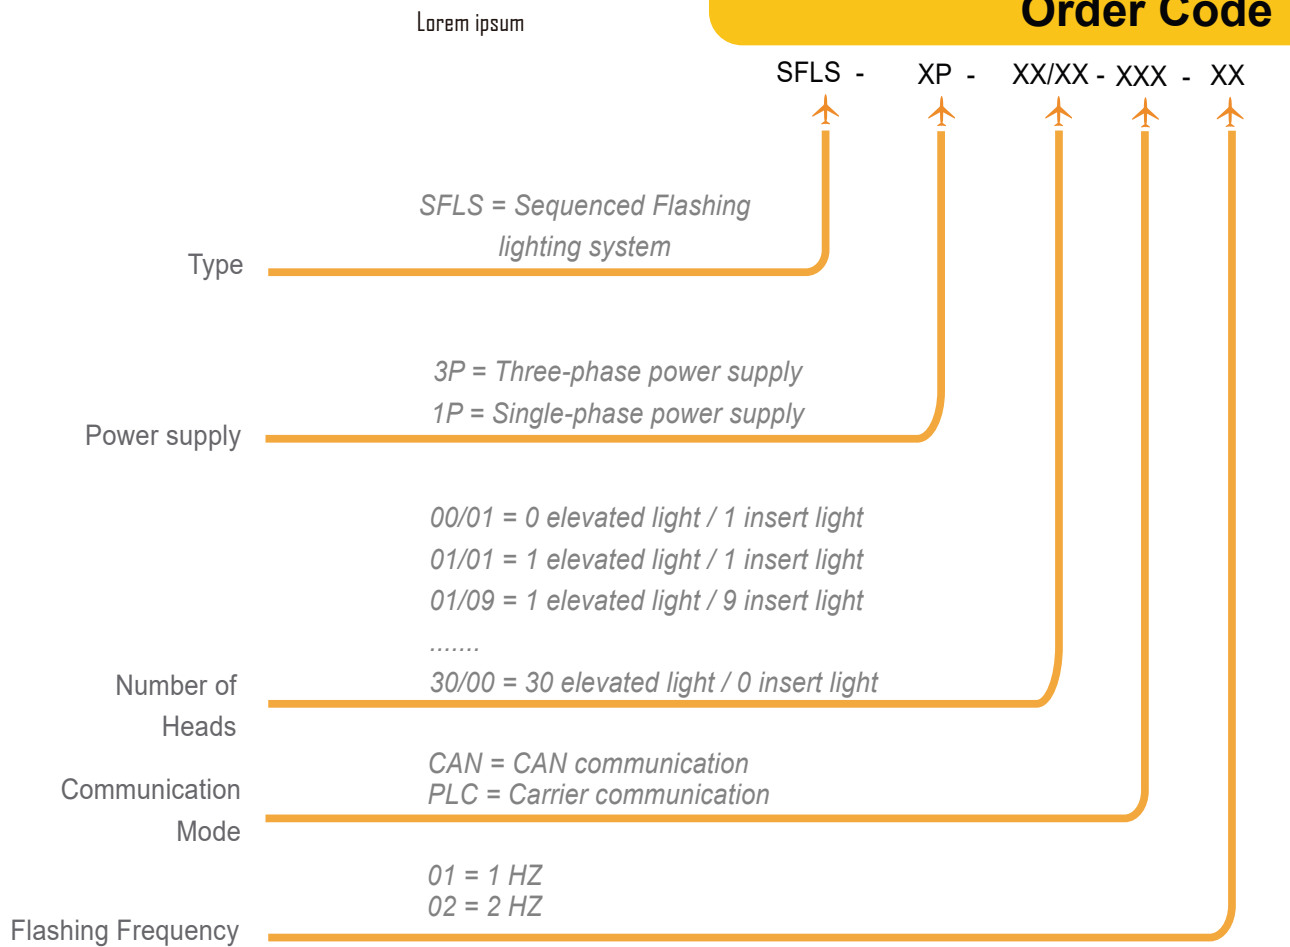 Order Code
Lorem ipsum
SFLS - XP - XX/XX - XXX - XX
SFLS = Sequenced Flashing
lighting system
Type
3P = Three-phase power supply
1P = Single-phase power supply
Power supply
00/01 = 0 elevated light / 1 insert light
01/01 = 1 elevated light / 1 insert light
01/09 = 1 elevated light / 9 insert light
.......
30/00 = 30 elevated light / 0 insert light
Number of
Heads
CAN = CAN communication
PLC = Carrier communication
Communication
Mode
01 = 1 HZ
02 = 2 HZ
Flashing Frequency